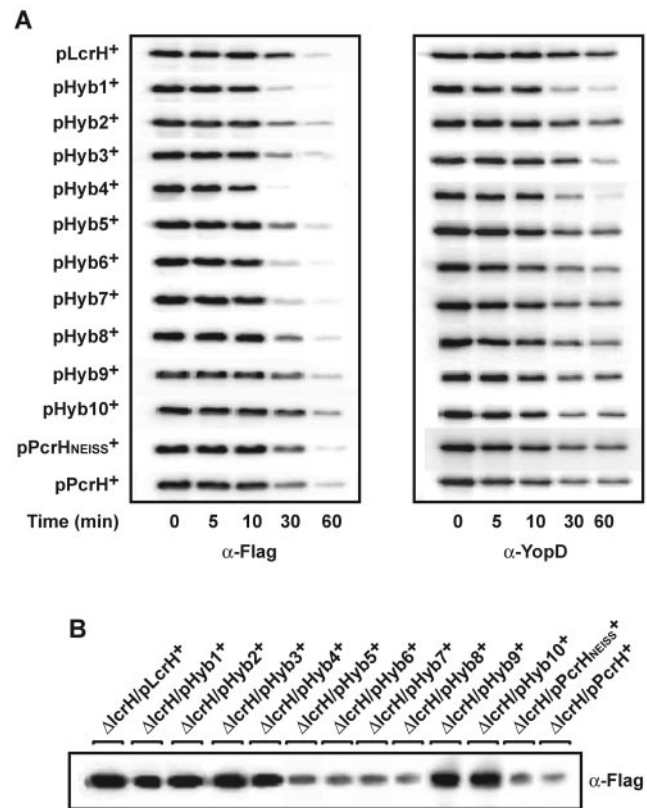 A
pLcrH+
pHyb1+
pHyb2+
pHyb3+
pHyb4+
pHyb5+
pHyb6+
pHyb7+
pHyb8+
pHyb9+
pHyb10+
pPcrHNEISS+
pPcrH+
Time (min) 0 5 10 30 60 0 5 10 30 60
α-Flag α-YopD
B
ΔlcrH/pLcrH+
ΔlcrH/pHyb1+
ΔlcrH/pHyb2+
ΔlcrH/pHyb3+
ΔlcrH/pHyb4+
ΔlcrH/pHyb5+
ΔlcrH/pHyb6+
ΔlcrH/pHyb7+
ΔlcrH/pHyb8+
ΔlcrH/pHyb9+
ΔlcrH/pHyb10+
ΔlcrH/pPcrHNEISS+
ΔlcrH/pPcrH+
α-Flag